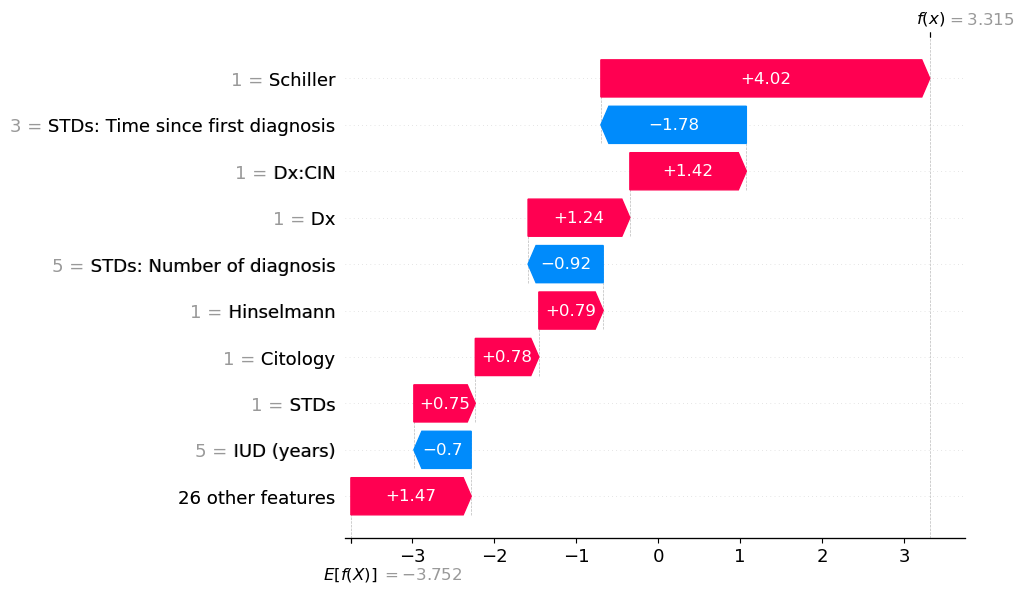 f(x) = 3.315
1 = Schiller
+4.02
3 = STDs: Time since first diagnosis
−1.78
1 = Dx:CIN
+1.42
1 = Dx
+1.24
5 = STDs: Number of diagnosis
−0.92
1 = Hinselmann
+0.79
1 = Citology
+0.78
1 = STDs
+0.75
5 = IUD (years)
−0.7
26 other features
+1.47
−3 −2 −1 0 1 2 3
E[f(X)] = −3.752